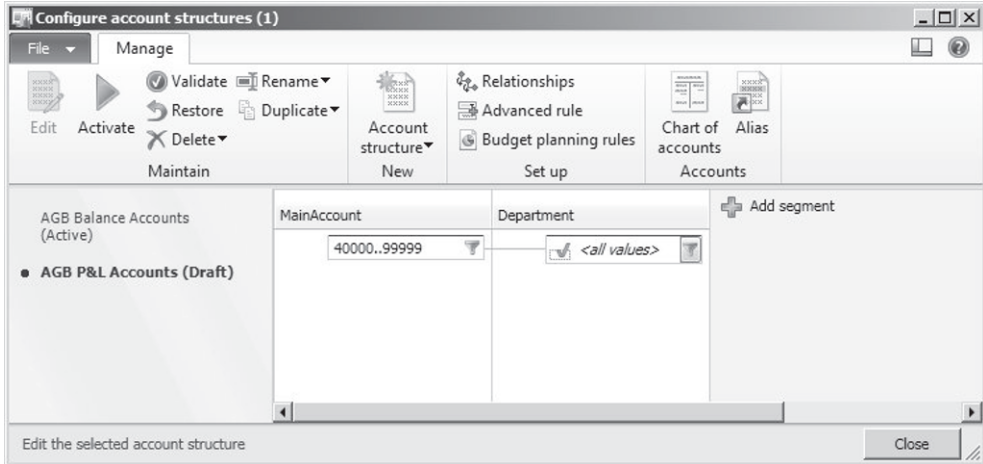 Configure account structures (1)
File Manage
Edit
Activate
Validate
Restore
Delete
Rename
Duplicate
Maintain
Account structure
New
Relationships
Advanced rule
Budget planning rules
Set up
Chart of accounts
Alias
Accounts
AGB Balance Accounts
(Active)
AGB P&L Accounts (Draft)
MainAccount
40000..99999
Department
<all values>
Add segment
Edit the selected account structure
Close